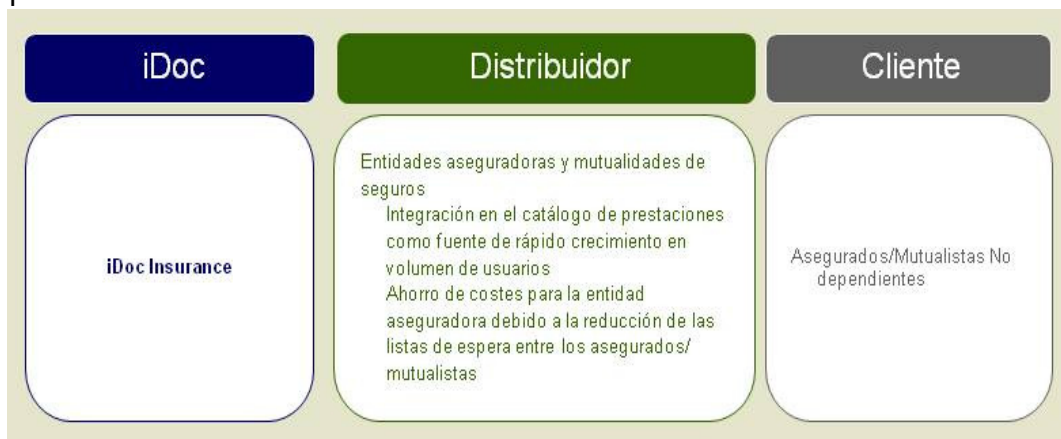 iDoc
Distribuidor
Cliente
iDoc Insurance
Entidades aseguradoras y mutualidades de
seguros
Integración en el catálogo de prestaciones
como fuente de rápido crecimiento en
volumen de usuarios
Ahorro de costes para la entidad
aseguradora debido a la reducción de las
listas de espera entre los asegurados/
mutualistas
Asegurados/Mutualistas No
dependientes